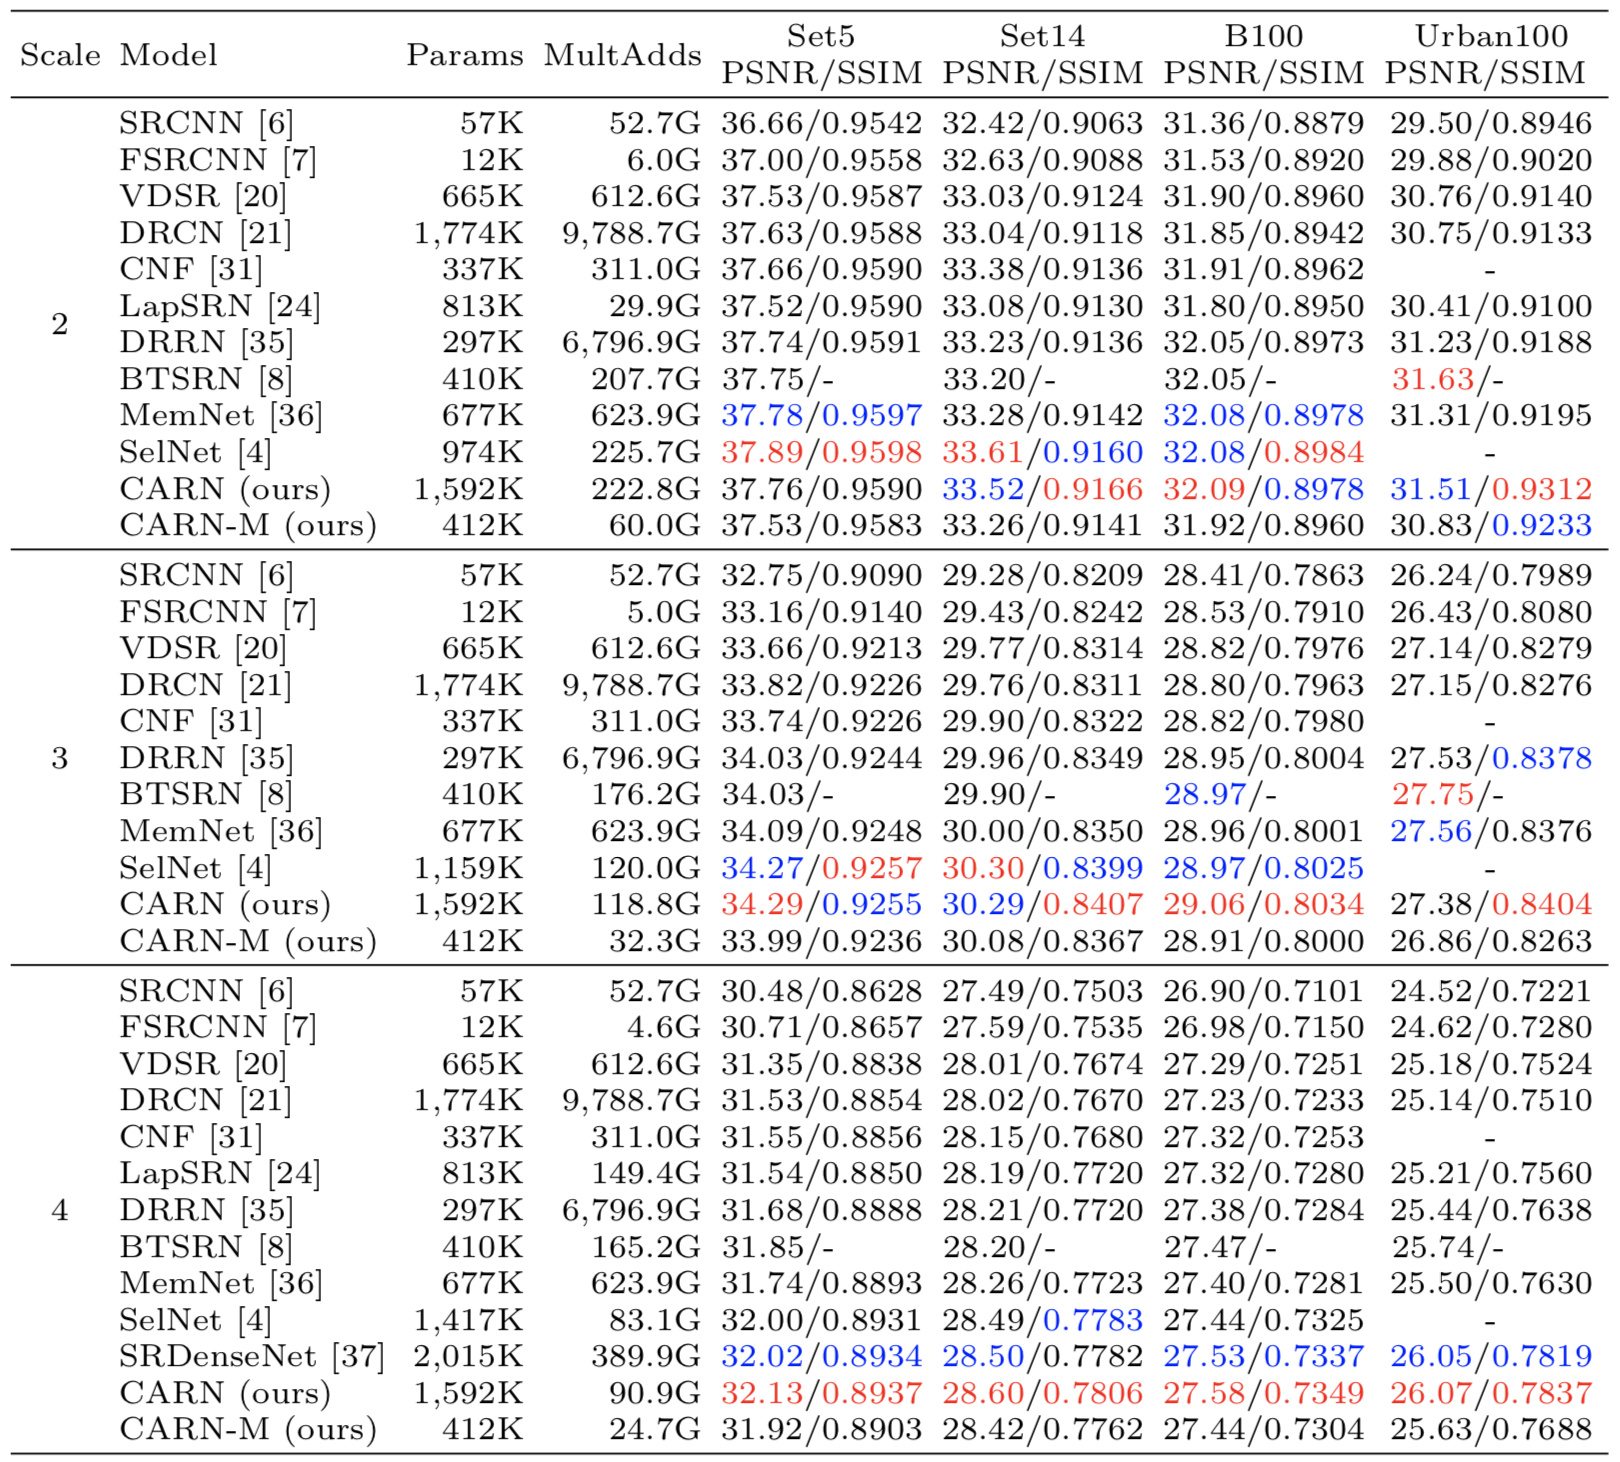 Scale Model Params MultAdds Set5 PSNR/SSIM Set14 PSNR/SSIM B100 PSNR/SSIM Urban100 PSNR/SSIM
2
SRCNN [6] 57K 52.7G 36.66/0.9542 32.42/0.9063 31.36/0.8879 29.50/0.8946
FSRCNN [7] 12K 6.0G 37.00/0.9558 32.63/0.9088 31.53/0.8920 29.88/0.9020
VDSR [20] 665K 612.6G 37.53/0.9587 33.03/0.9124 31.90/0.8960 30.76/0.9140
DRCN [21] 1,774K 9,788.7G 37.63/0.9588 33.04/0.9118 31.85/0.8942 30.75/0.9133
CNF [31] 337K 311.0G 37.66/0.9590 33.38/0.9136 31.91/0.8962 -
LapSRN [24] 813K 29.9G 37.52/0.9590 33.08/0.9130 31.80/0.8950 30.41/0.9100
DRRN [35] 297K 6,796.9G 37.74/0.9591 33.23/0.9136 32.05/0.8973 31.23/0.9188
BTSRN [8] 410K 207.7G 37.75/- 33.20/- 32.05/- 31.63/-
MemNet [36] 677K 623.9G 37.78/0.9597 33.28/0.9142 32.08/0.8978 31.31/0.9195
SelNet [4] 974K 225.7G 37.89/0.9598 33.61/0.9160 32.08/0.8984 -
CARN (ours) 1,592K 222.8G 37.76/0.9590 33.52/0.9166 32.09/0.8978 31.51/0.9312
CARN-M (ours) 412K 60.0G 37.53/0.9583 33.26/0.9141 31.92/0.8960 30.83/0.9233
3
SRCNN [6] 57K 52.7G 32.75/0.9090 29.28/0.8209 28.41/0.7863 26.24/0.7989
FSRCNN [7] 12K 5.0G 33.16/0.9140 29.43/0.8242 28.53/0.7910 26.43/0.8080
VDSR [20] 665K 612.6G 33.66/0.9213 29.77/0.8314 28.82/0.7976 27.14/0.8279
DRCN [21] 1,774K 9,788.7G 33.82/0.9226 29.76/0.8311 28.80/0.7963 27.15/0.8276
CNF [31] 337K 311.0G 33.74/0.9226 29.90/0.8322 28.82/0.7980 -
DRRN [35] 297K 6,796.9G 34.03/0.9244 29.96/0.8349 28.95/0.8004 27.53/0.8378
BTSRN [8] 410K 176.2G 34.03/- 29.90/- 28.97/- 27.75/-
MemNet [36] 677K 623.9G 34.09/0.9248 30.00/0.8350 28.96/0.8001 27.56/0.8376
SelNet [4] 1,159K 120.0G 34.27/0.9257 30.30/0.8399 28.97/0.8025 -
CARN (ours) 1,592K 118.8G 34.29/0.9255 30.29/0.8407 29.06/0.8034 27.38/0.8404
CARN-M (ours) 412K 32.3G 33.99/0.9236 30.08/0.8367 28.91/0.8000 26.86/0.8263
4
SRCNN [6] 57K 52.7G 30.48/0.8628 27.49/0.7503 26.90/0.7101 24.52/0.7221
FSRCNN [7] 12K 4.6G 30.71/0.8657 27.59/0.7535 26.98/0.7150 24.62/0.7280
VDSR [20] 665K 612.6G 31.35/0.8838 28.01/0.7674 27.29/0.7251 25.18/0.7524
DRCN [21] 1,774K 9,788.7G 31.53/0.8854 28.02/0.7670 27.23/0.7233 25.14/0.7510
CNF [31] 337K 311.0G 31.55/0.8856 28.15/0.7680 27.32/0.7253 -
LapSRN [24] 813K 149.4G 31.54/0.8850 28.19/0.7720 27.32/0.7280 25.21/0.7560
DRRN [35] 297K 6,796.9G 31.68/0.8888 28.21/0.7720 27.38/0.7284 25.44/0.7638
BTSRN [8] 410K 165.2G 31.85/- 28.20/- 27.47/- 25.74/-
MemNet [36] 677K 623.9G 31.74/0.8893 28.26/0.7723 27.40/0.7281 25.50/0.7630
SelNet [4] 1,417K 83.1G 32.00/0.8931 28.49/0.7783 27.44/0.7325 -
SRDenseNet [37] 2,015K 389.9G 32.02/0.8934 28.50/0.7782 27.53/0.7337 26.05/0.7819
CARN (ours) 1,592K 90.9G 32.13/0.8937 28.60/0.7806 27.58/0.7349 26.07/0.7837
CARN-M (ours) 412K 24.7G 31.92/0.8903 28.42/0.7762 27.44/0.7304 25.63/0.7688